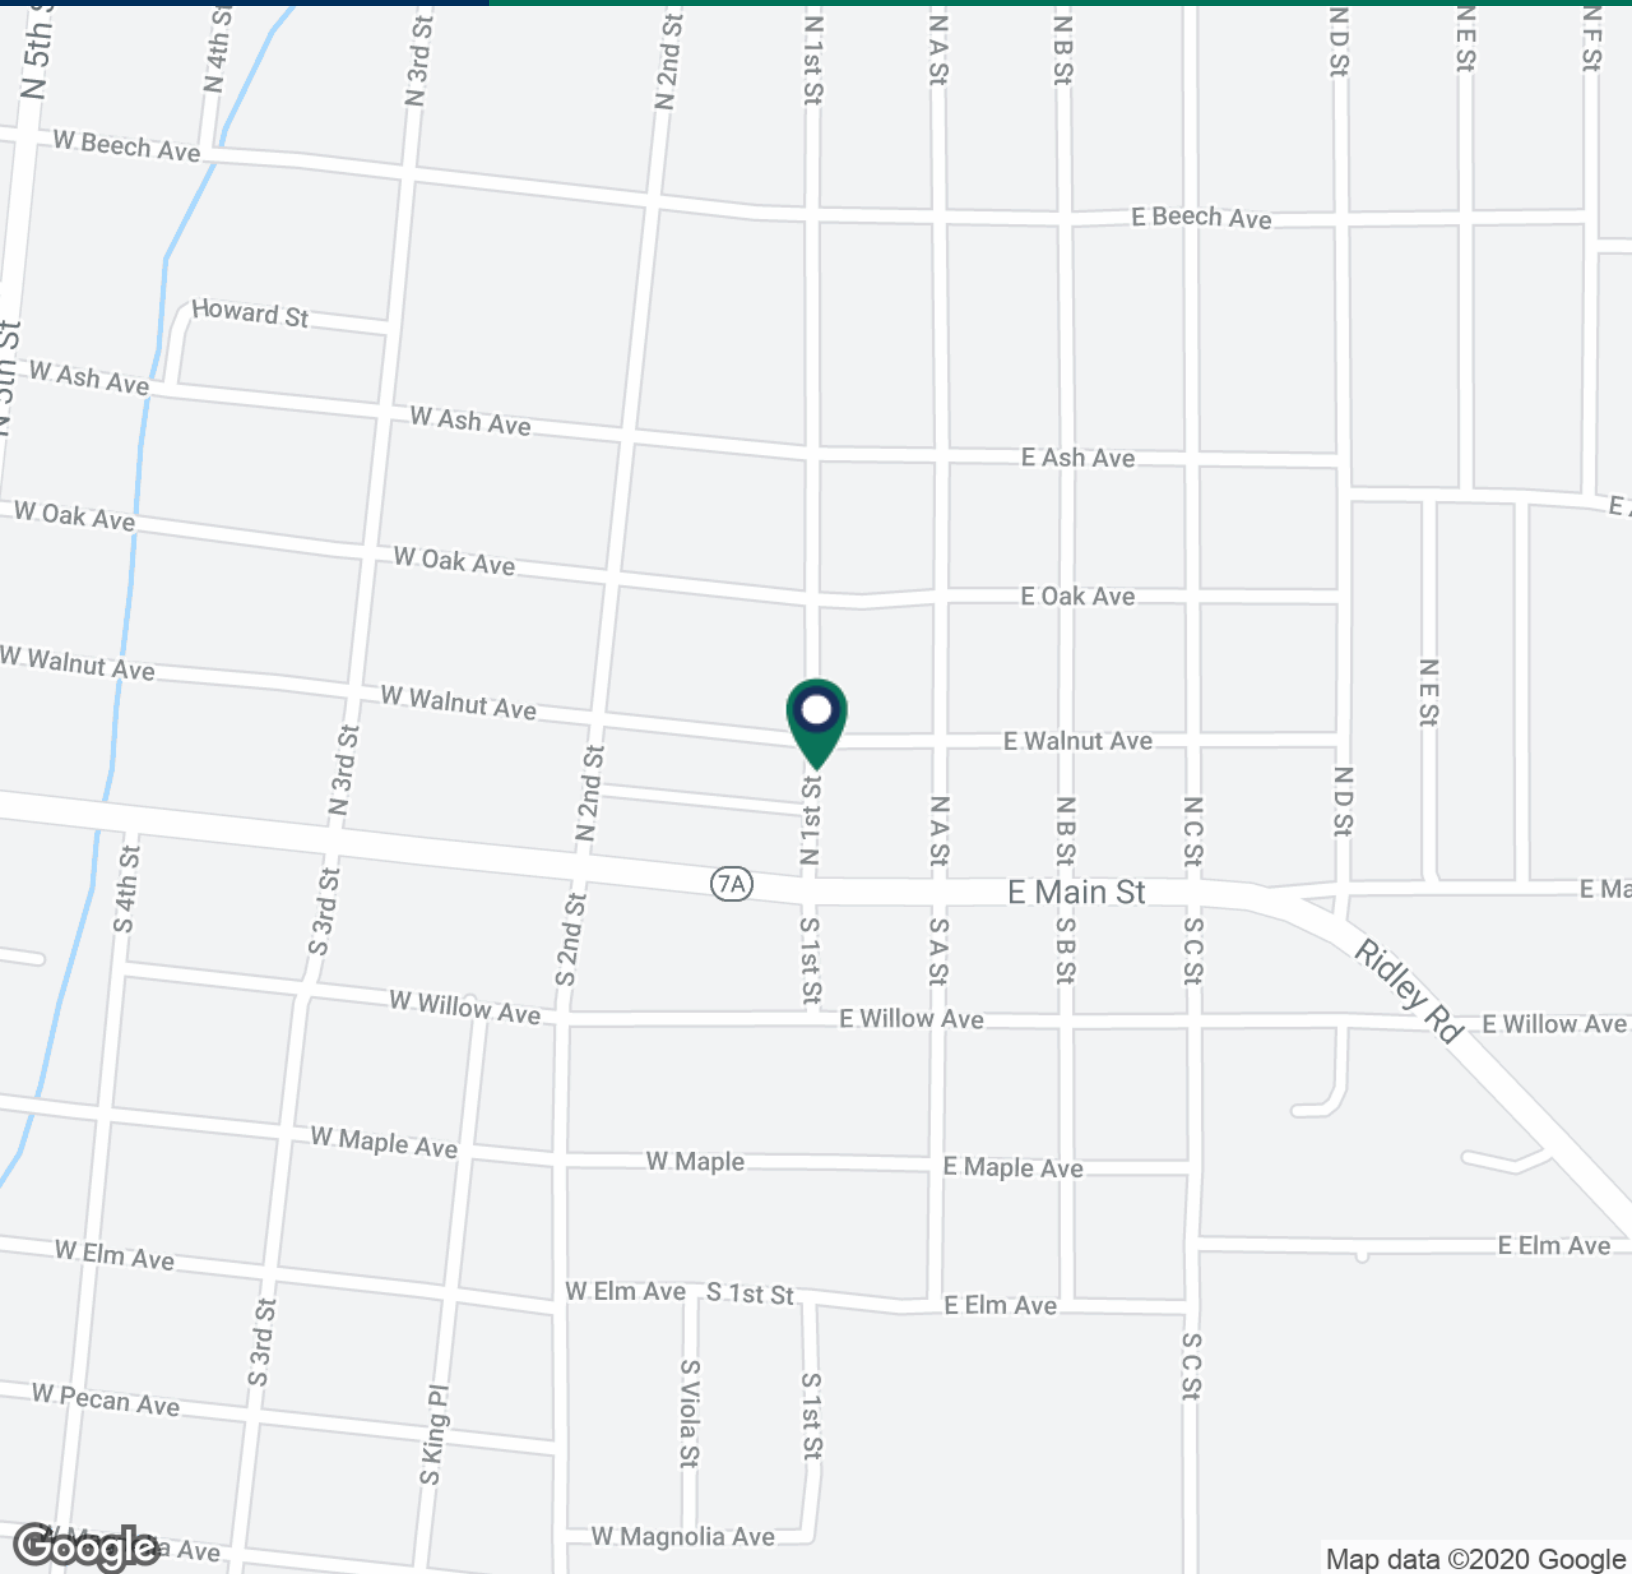 N 5th S
N 4th St
N 3rd St
N 2nd St
N 1st St
N A St
N B St
N D St
N E St
N F St
W Beech Ave
E Beech Ave
Howard St
N 5th St
W Ash Ave
W Ash Ave
E Ash Ave
W Oak Ave
W Oak Ave
E Oak Ave
E
W Walnut Ave
W Walnut Ave
E Walnut Ave
N E St
N 3rd St
N 2nd St
N 1st St
N A St
N B St
N C St
N D St
7A
E Main St
E Ma
S 4th St
S 3rd St
S 2nd St
S 1st St
S A St
S B St
S C St
Ridley Rd
W Willow Ave
E Willow Ave
E Willow Ave
W Maple Ave
W Maple
E Maple Ave
W Elm Ave
W Elm Ave
S 1st St
E Elm Ave
E Elm Ave
S 3rd St
S King Pl
S Viola St
S 1st St
S C St
W Pecan Ave
W Magnolia Ave
W Magnolia Ave
Google
Map data ©2020 Google